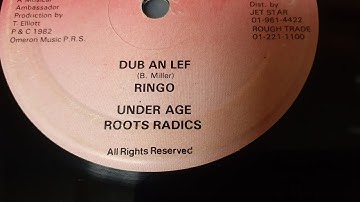 A Musical
Ambassador
Production by
T. Elliott
P & C 1982
Omeron Music P.R.S.
Dist. by
JET STAR
01-961-4422
ROUGH TRADE
01-221-1100
DUB AN LEF
(B. Miller)
RINGO
UNDER AGE
ROOTS RADICS
All Rights Reserved